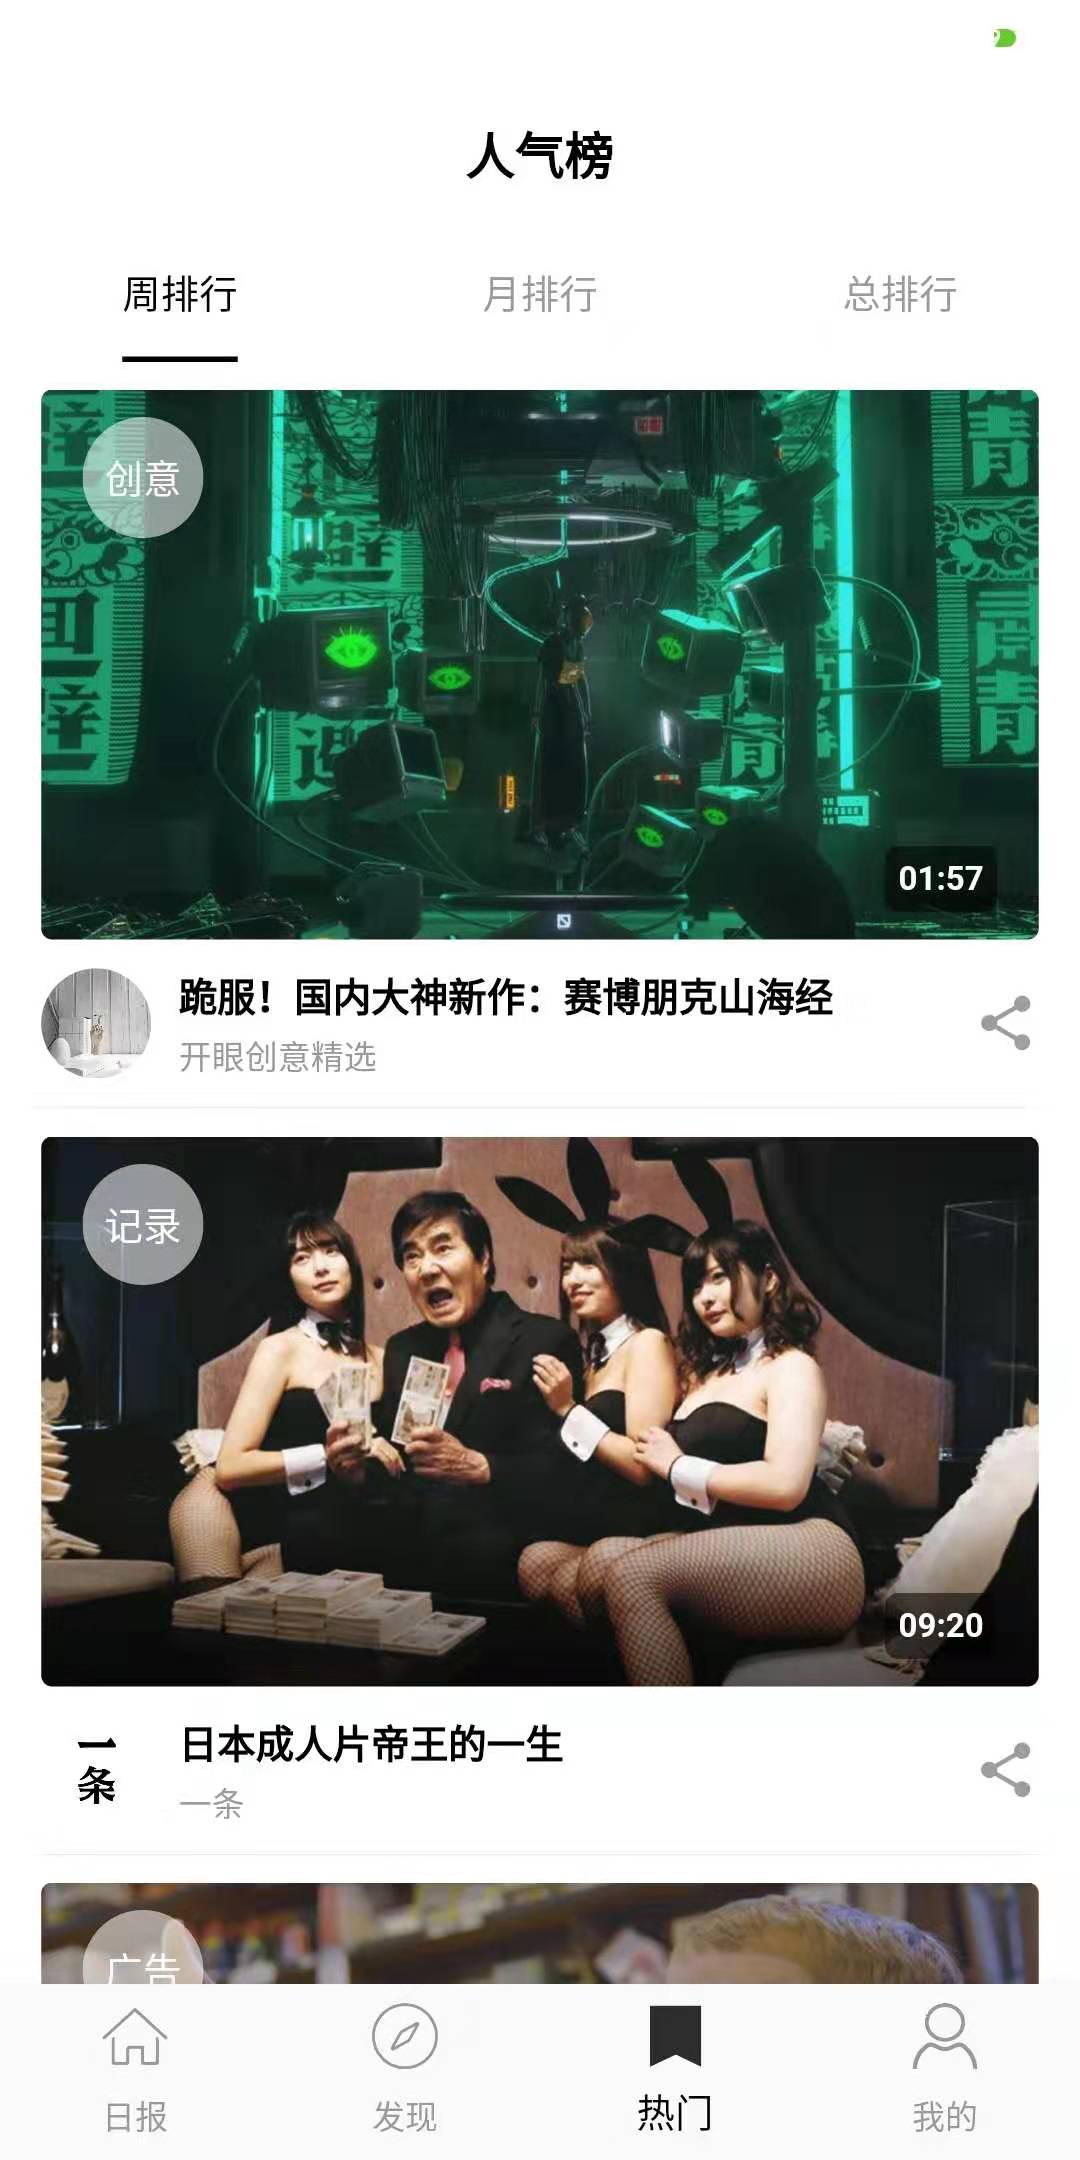 人气榜
周排行
月排行
总排行
创意
01:57
跪服！国内大神新作：赛博朋克山海经
开眼创意精选
记录
09:20
一条
日本成人片帝王的一生
一条
广告
日报
发现
热门
我的